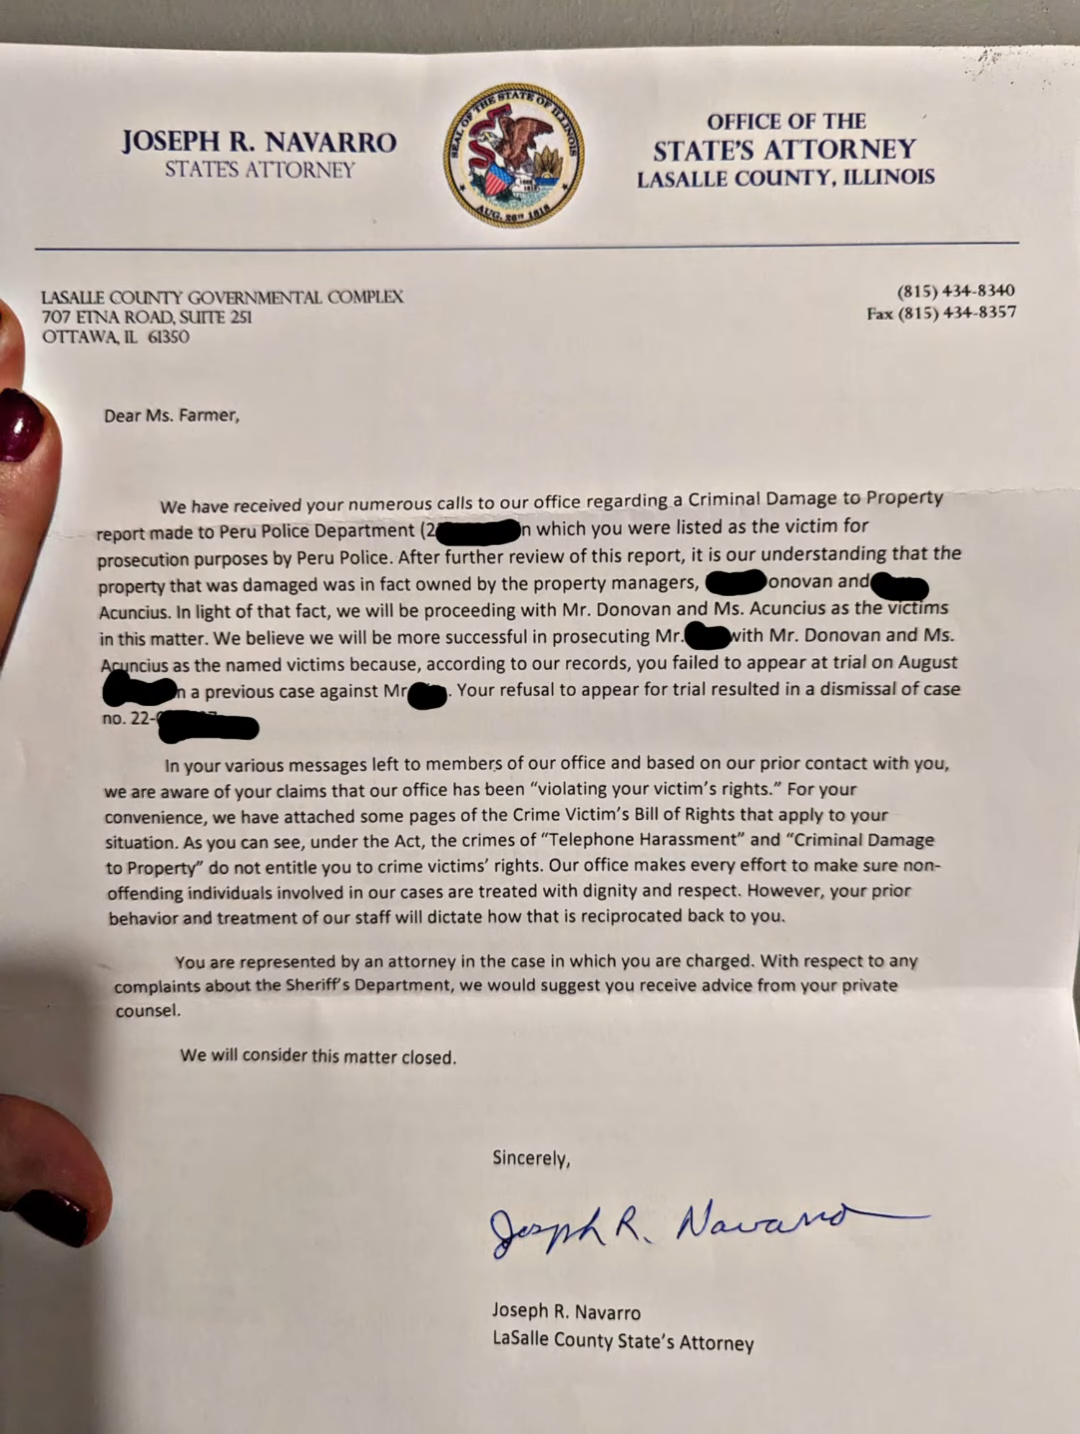 JOSEPH R. NAVARRO
STATE'S ATTORNEY
SEAL OF THE STATE OF ILLINOIS
AUG. 26TH 1818
OFFICE OF THE
STATE'S ATTORNEY
LASALLE COUNTY, ILLINOIS
LASALLE COUNTY GOVERNMENTAL COMPLEX
707 ETNA ROAD, SUITE 251
OTTAWA, IL 61350
(815) 434-8340
Fax (815) 434-8357
Dear Ms. Farmer,
We have received your numerous calls to our office regarding a Criminal Damage to Property
report made to Peru Police Department (2 n which you were listed as the victim for
prosecution purposes by Peru Police. After further review of this report, it is our understanding that the
property that was damaged was in fact owned by the property managers, onovan and
Acuncius. In light of that fact, we will be proceeding with Mr. Donovan and Ms. Acuncius as the victims
in this matter. We believe we will be more successful in prosecuting Mr. with Mr. Donovan and Ms.
Acuncius as the named victims because, according to our records, you failed to appear at trial on August
n a previous case against Mr . Your refusal to appear for trial resulted in a dismissal of case
no. 22-
In your various messages left to members of our office and based on our prior contact with you,
we are aware of your claims that our office has been "violating your victim's rights." For your
convenience, we have attached some pages of the Crime Victim's Bill of Rights that apply to your
situation. As you can see, under the Act, the crimes of "Telephone Harassment" and "Criminal Damage
to Property" do not entitle you to crime victims' rights. Our office makes every effort to make sure non-
offending individuals involved in our cases are treated with dignity and respect. However, your prior
behavior and treatment of our staff will dictate how that is reciprocated back to you.
You are represented by an attorney in the case in which you are charged. With respect to any
complaints about the Sheriff's Department, we would suggest you receive advice from your private
counsel.
We will consider this matter closed.
Sincerely,
Joseph R. Navarro
Joseph R. Navarro
LaSalle County State's Attorney